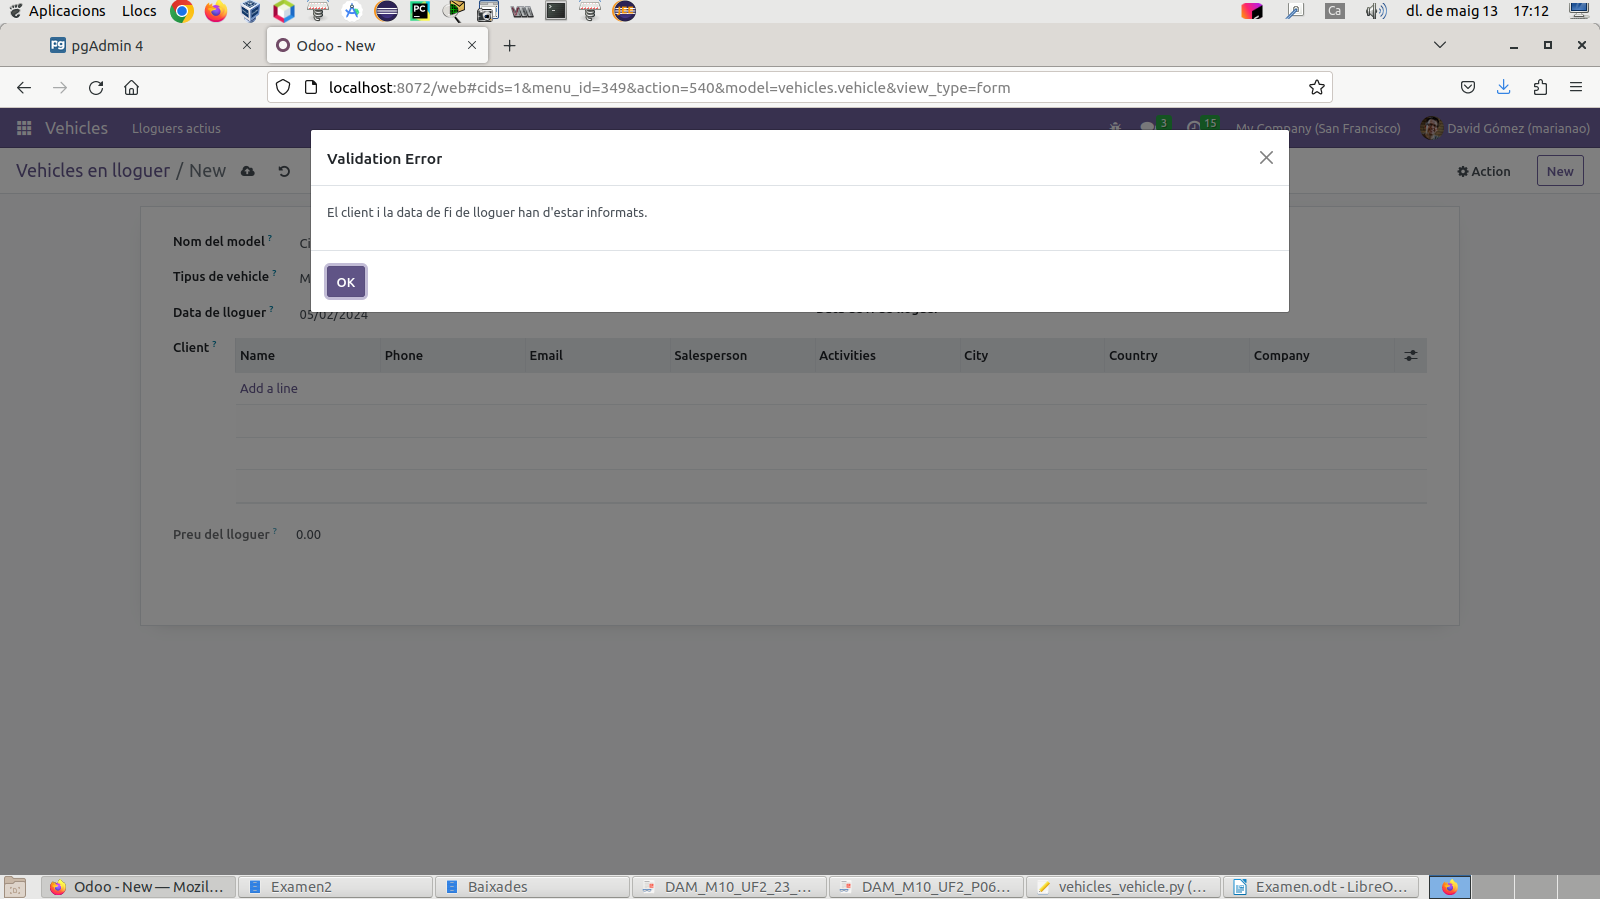 Aplicacions Llocs Ca dl. de maig 13 17:12
pgAdmin 4 Odoo - New
localhost:8072/web#cids=1&menu_id=349&action=540&model=vehicles.vehicle&view_type=form
Vehicles Lloguers actius 3 15 My Company (San Francisco) David Gómez (marianao)
Vehicles en lloguer / New Action New
Validation Error
El client i la data de fi de lloguer han d'estar informats.
OK
Nom del model ? Ci
Tipus de vehicle ? M
Data de lloguer ? 05/02/2024
Client ? Name Phone Email Salesperson Activities City Country Company
Add a line
Preu del lloguer ? 0.00
Odoo - New — Mozil... Examen2 Baixades DAM_M10_UF2_23_... DAM_M10_UF2_P06... vehicles_vehicle.py (... Examen.odt - LibreO...